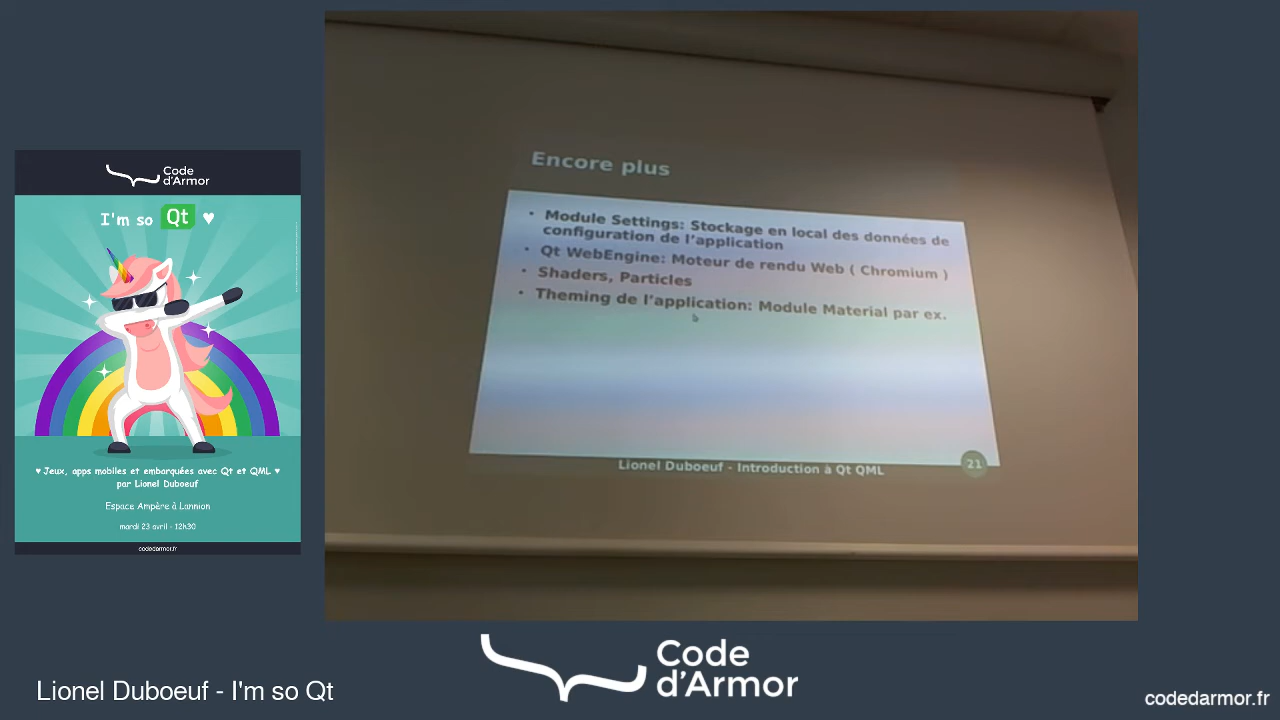 Code
d'Armor
I'm so Qt ♥
♥ Jeux, apps mobiles et embarquées avec Qt et QML ♥
par Lionel Duboeuf
Espace Ampère à Lannion
mardi 23 avril - 12h30
codedarmor.fr
Encore plus
• Module Settings: Stockage en local des données de
configuration de l'application
• Qt WebEngine: Moteur de rendu Web ( Chromium )
• Shaders, Particles
• Theming de l'application: Module Material par ex.
Lionel Duboeuf - Introduction à Qt QML
21
Lionel Duboeuf - I'm so Qt
Code
d'Armor
codedarmor.fr